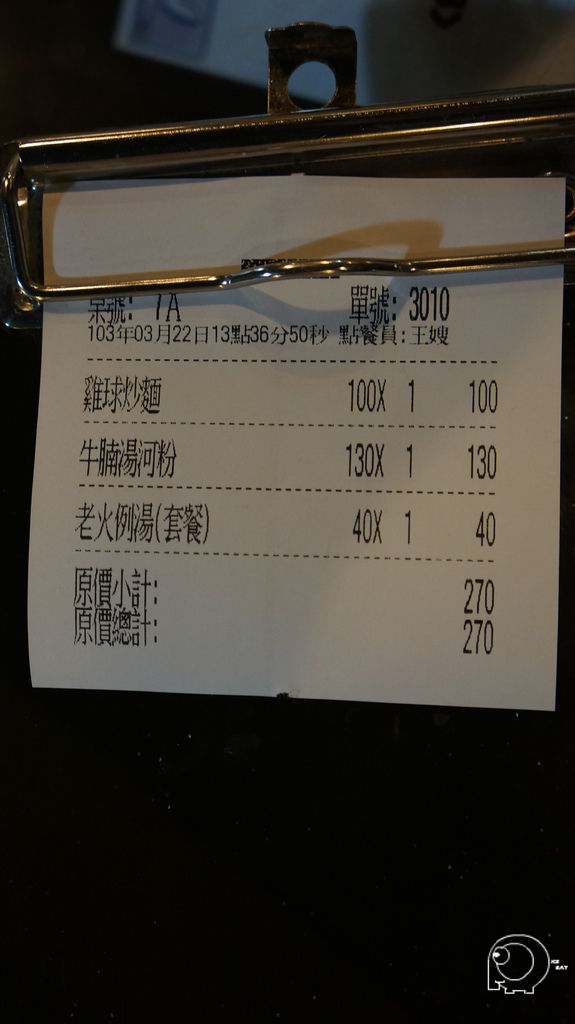 桌號: 7A 單號: 3010
103年03月22日13點36分50秒 點餐員:王嫂
雞球炒麵 100X 1 100
牛腩湯河粉 130X 1 130
老火例湯(套餐) 40X 1 40
原價小計: 270
原價總計: 270
ICE
EAT